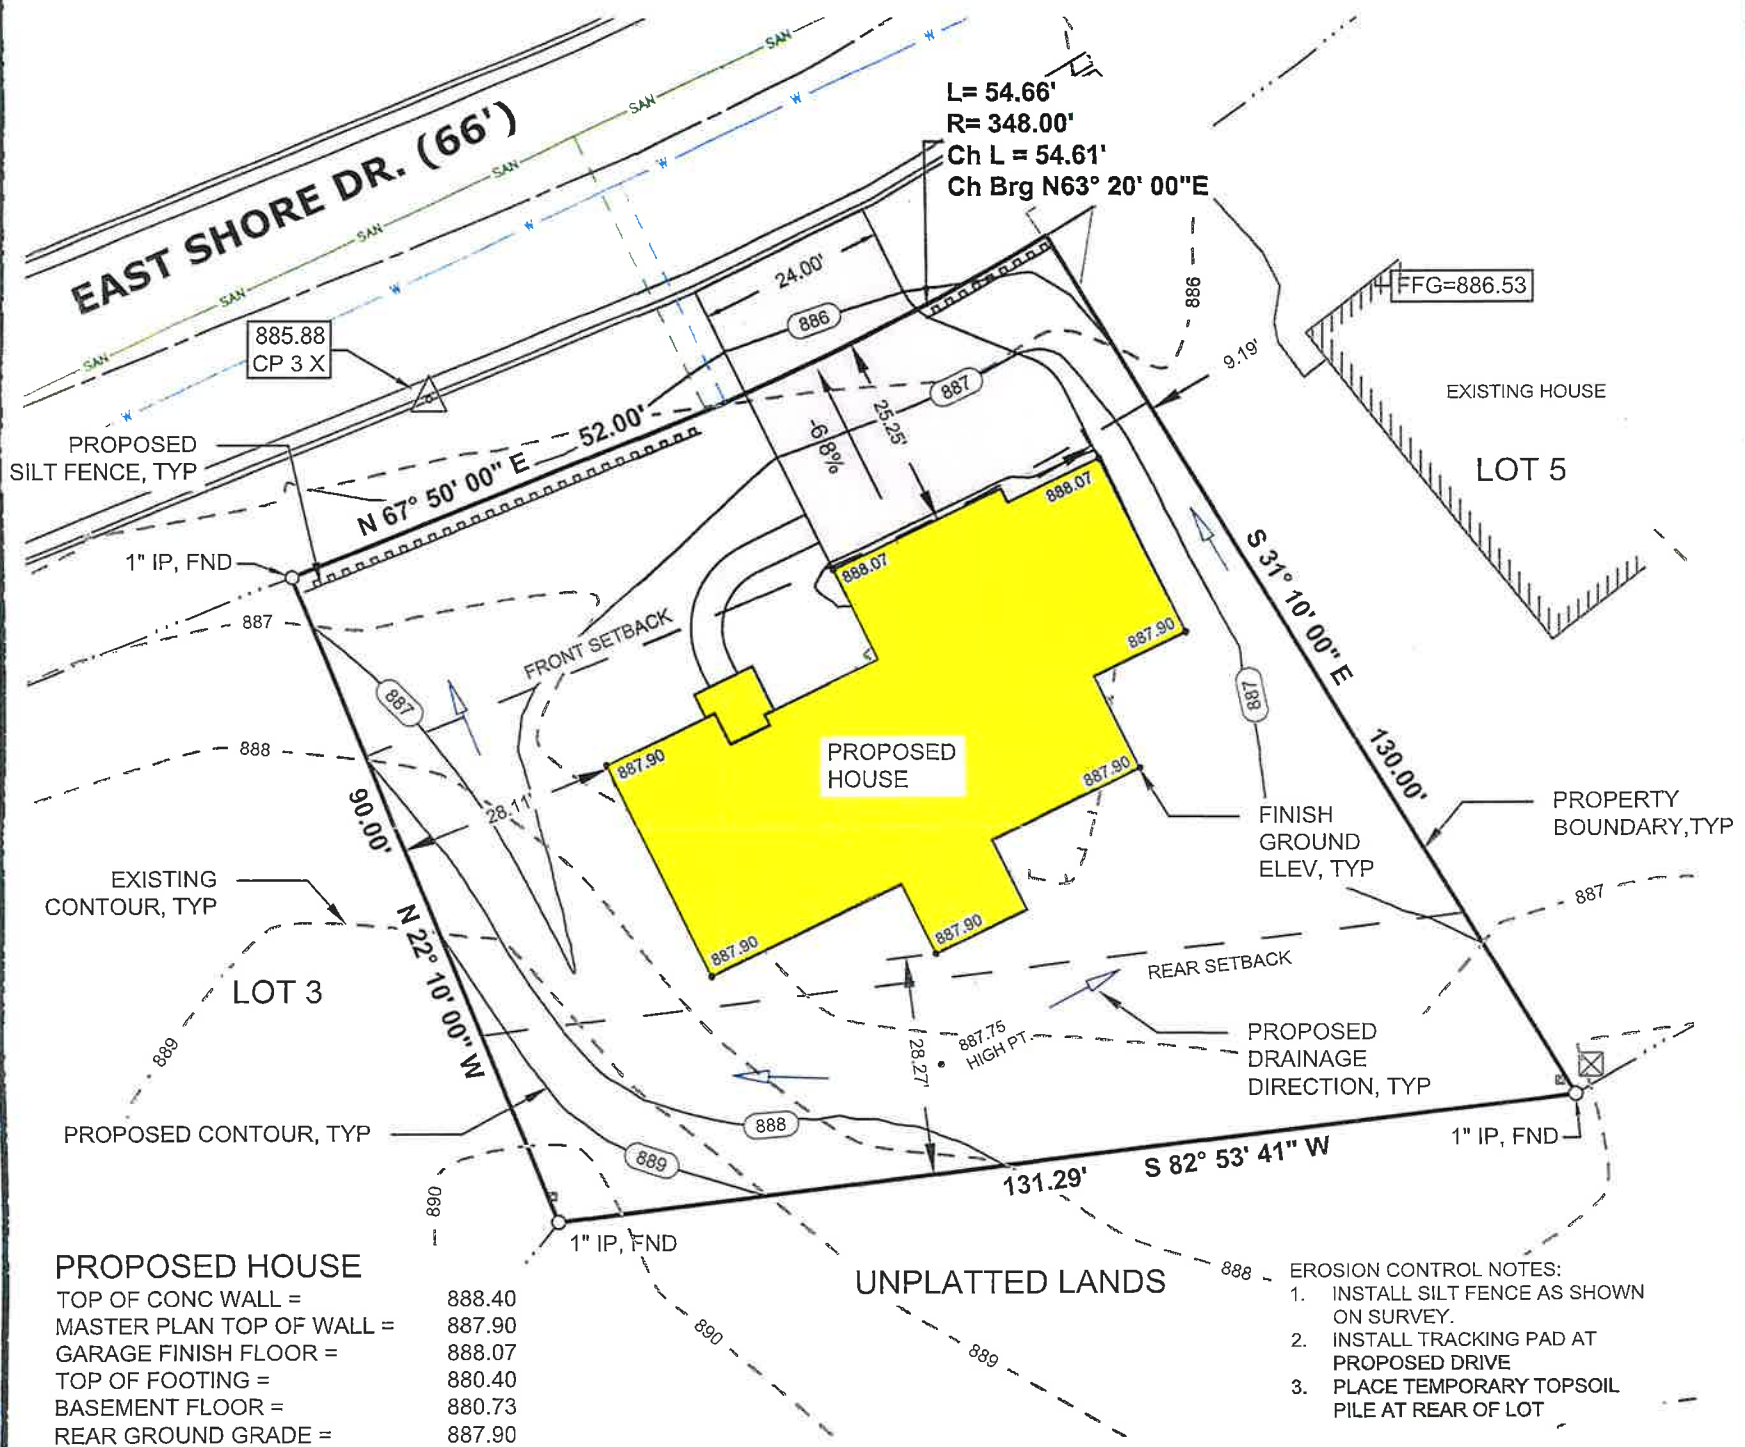 SAN
SAN
SAN
SAN
SAN
SAN
W
W
W
W
W
W
EAST SHORE DR. (66')
L= 54.66'
R= 348.00'
Ch L = 54.61'
Ch Brg N63° 20' 00"E
24.00'
886
886
FFG=886.53
885.88
CP 3 X
9.19'
EXISTING HOUSE
LOT 5
887
25.25'
-6.8%
PROPOSED
SILT FENCE, TYP
N 67° 50' 00" E
52.00'
1" IP, FND
888.07
888.07
S 31° 10' 00" E
130.00'
887
FRONT SETBACK
887.90
887
887
888
887.90
PROPOSED
HOUSE
887.90
28.11'
90.00'
N 22° 10' 00" W
FINISH
GROUND
ELEV, TYP
PROPERTY
BOUNDARY,TYP
EXISTING
CONTOUR, TYP
887
887.90
887.90
REAR SETBACK
LOT 3
889
887.75
HIGH PT.
28.27'
PROPOSED
DRAINAGE
DIRECTION, TYP
PROPOSED CONTOUR, TYP
888
889
1" IP, FND
131.29'
S 82° 53' 41" W
890
1" IP, FND
UNPLATTED LANDS
888
889
890
PROPOSED HOUSE
TOP OF CONC WALL = 888.40
MASTER PLAN TOP OF WALL = 887.90
GARAGE FINISH FLOOR = 888.07
TOP OF FOOTING = 880.40
BASEMENT FLOOR = 880.73
REAR GROUND GRADE = 887.90
EROSION CONTROL NOTES:
1. INSTALL SILT FENCE AS SHOWN
ON SURVEY.
2. INSTALL TRACKING PAD AT
PROPOSED DRIVE
3. PLACE TEMPORARY TOPSOIL
PILE AT REAR OF LOT